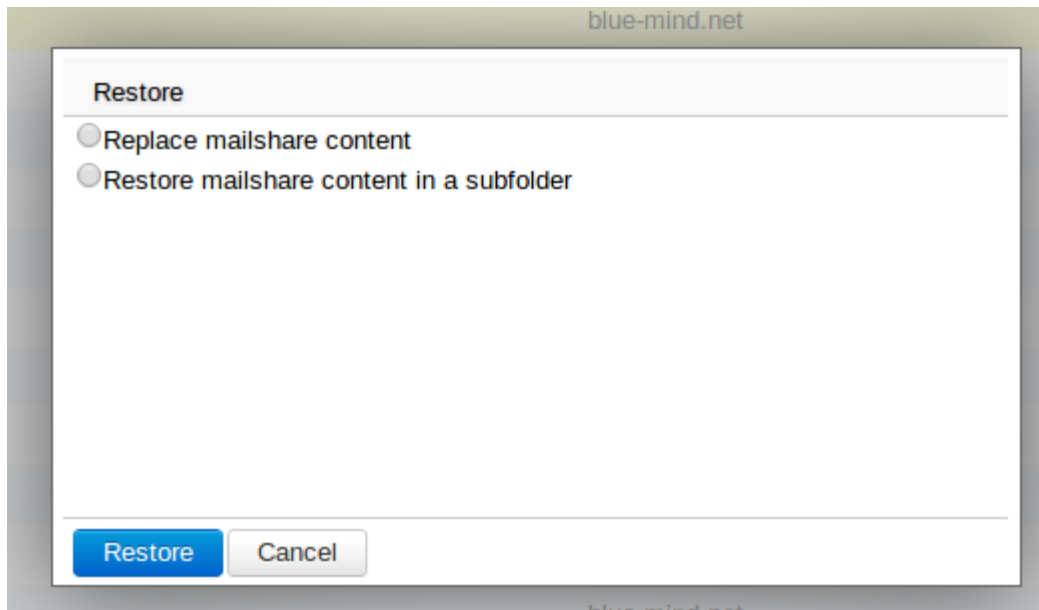 blue-mind.net
Restore
Replace mailshare content
Restore mailshare content in a subfolder
Restore
Cancel